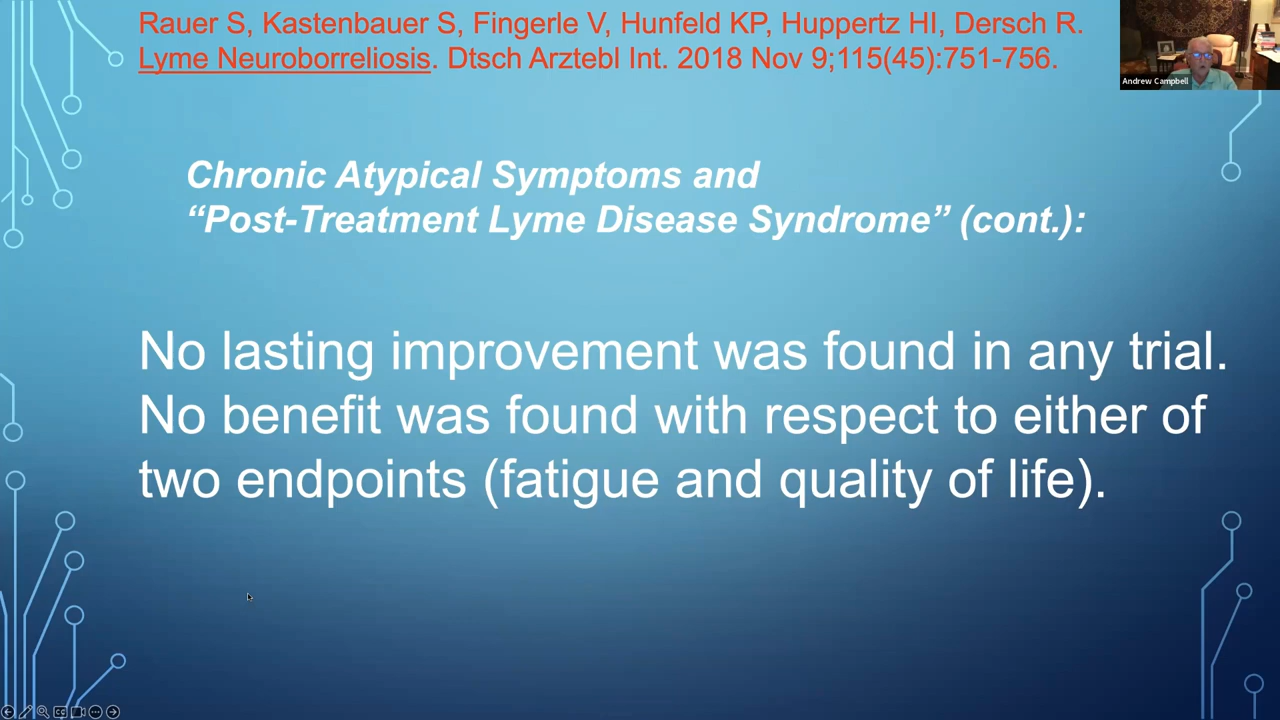 Rauer S, Kastenbauer S, Fingerle V, Hunfeld KP, Huppertz HI, Dersch R.
Lyme Neuroborreliosis. Dtsch Arztebl Int. 2018 Nov 9;115(45):751-756.
Andrew Campbell
Chronic Atypical Symptoms and
“Post-Treatment Lyme Disease Syndrome” (cont.):
No lasting improvement was found in any trial.
No benefit was found with respect to either of
two endpoints (fatigue and quality of life).